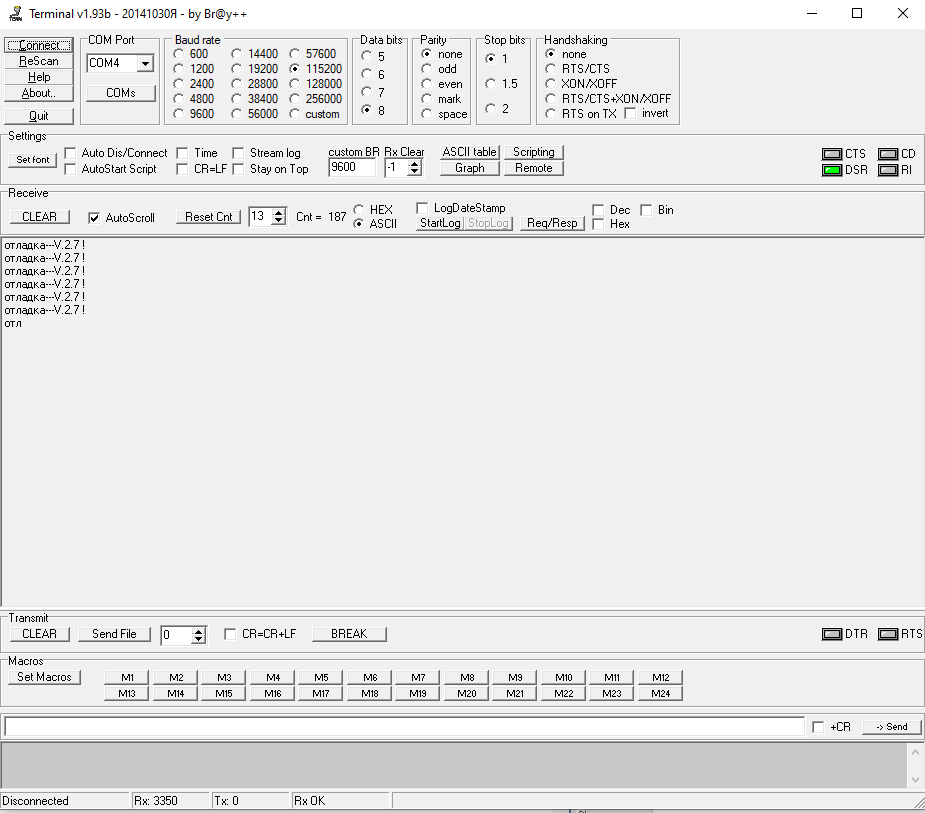 Terminal v1.93b - 20141030Я - by Br@y++
Connect
ReScan
Help
About..
Quit
COM Port
COM4
COMs
Baud rate
600 14400 57600
1200 19200 115200
2400 28800 128000
4800 38400 256000
9600 56000 custom
Data bits
5
6
7
8
Parity
none
odd
even
mark
space
Stop bits
1
1.5
2
Handshaking
none
RTS/CTS
XON/XOFF
RTS/CTS+XON/XOFF
RTS on TX invert
Settings
Set font
Auto Dis/Connect Time Stream log
AutoStart Script CR=LF Stay on Top
custom BR Rx Clear
9600 -1
ASCII table Scripting
Graph Remote
CTS CD
DSR RI
Receive
CLEAR AutoScroll Reset Cnt 13 Cnt = 187
HEX
ASCII
LogDateStamp
StartLog StopLog Req/Resp
Dec Bin
Hex
отладка---V.2.7 !
отладка---V.2.7 !
отладка---V.2.7 !
отладка---V.2.7 !
отладка---V.2.7 !
отладка---V.2.7 !
отл
Transmit
CLEAR Send File 0 CR=CR+LF BREAK DTR RTS
Macros
Set Macros
M1 M2 M3 M4 M5 M6 M7 M8 M9 M10 M11 M12
M13 M14 M15 M16 M17 M18 M19 M20 M21 M22 M23 M24
+CR -> Send
Disconnected Rx: 3350 Tx: 0 Rx OK